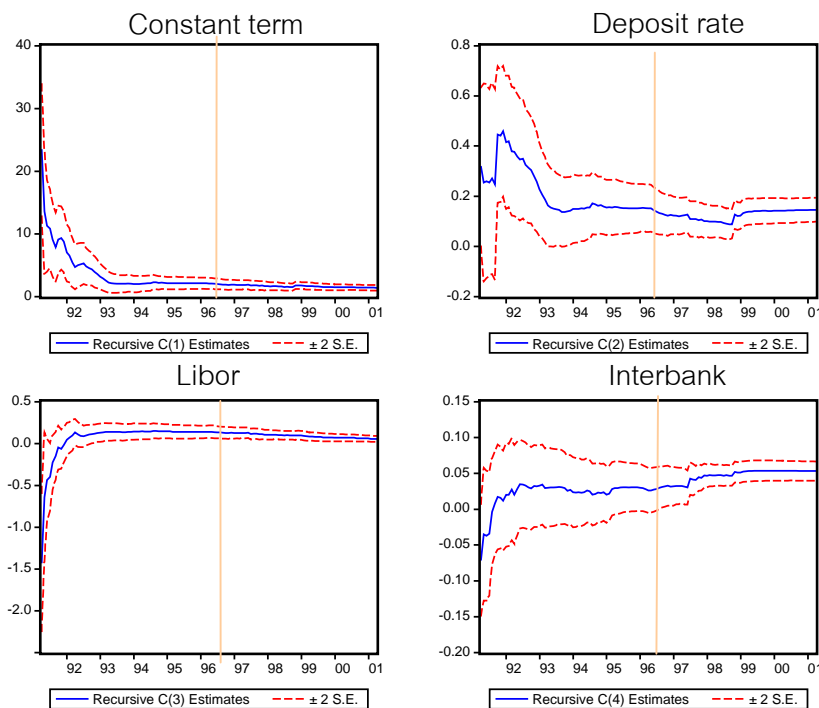 Constant term
40
30
20
10
0
92 93 94 95 96 97 98 99 00 01
Recursive C(1) Estimates ± 2 S.E.
Deposit rate
0.8
0.6
0.4
0.2
0.0
-0.2
92 93 94 95 96 97 98 99 00 01
Recursive C(2) Estimates ± 2 S.E.
Libor
0.5
0.0
-0.5
-1.0
-1.5
-2.0
92 93 94 95 96 97 98 99 00 01
Recursive C(3) Estimates ± 2 S.E.
Interbank
0.15
0.10
0.05
0.00
0.05
-0.10
-0.15
-0.20
92 93 94 95 96 97 98 99 00 01
Recursive C(4) Estimates ± 2 S.E.